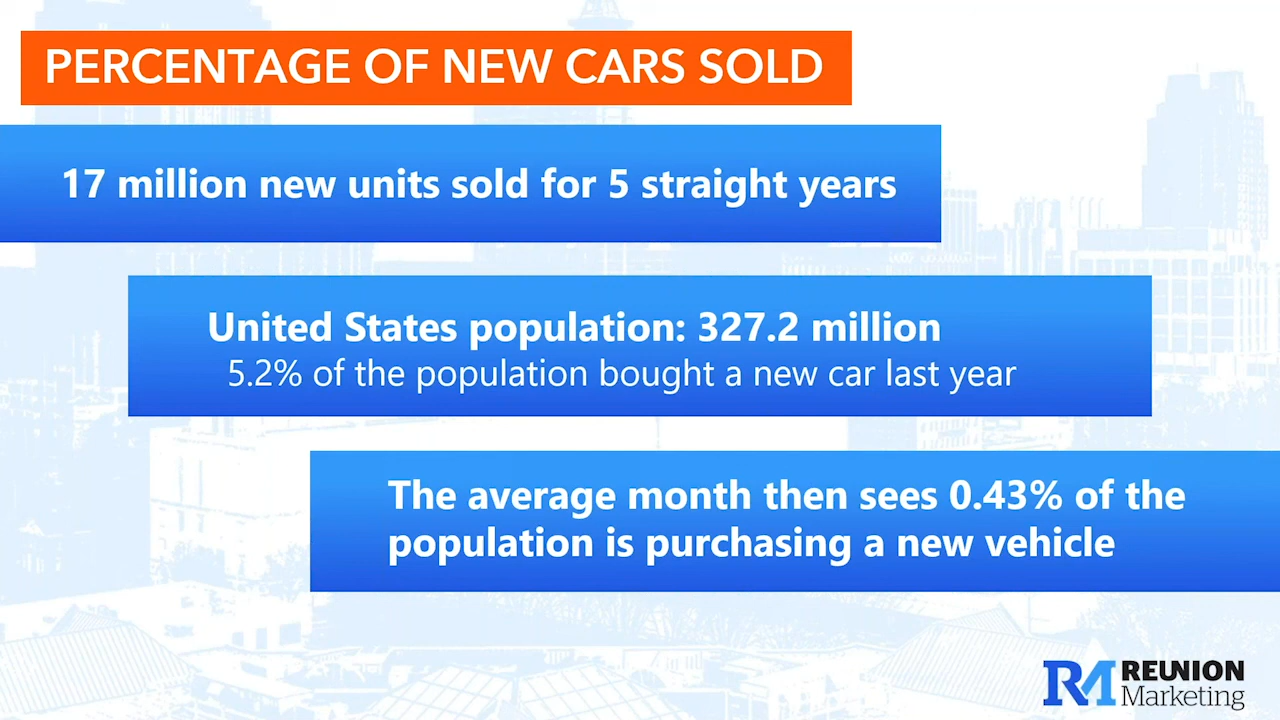 PERCENTAGE OF NEW CARS SOLD
17 million new units sold for 5 straight years
United States population: 327.2 million
5.2% of the population bought a new car last year
The average month then sees 0.43% of the
population is purchasing a new vehicle
RM REUNION
Marketing